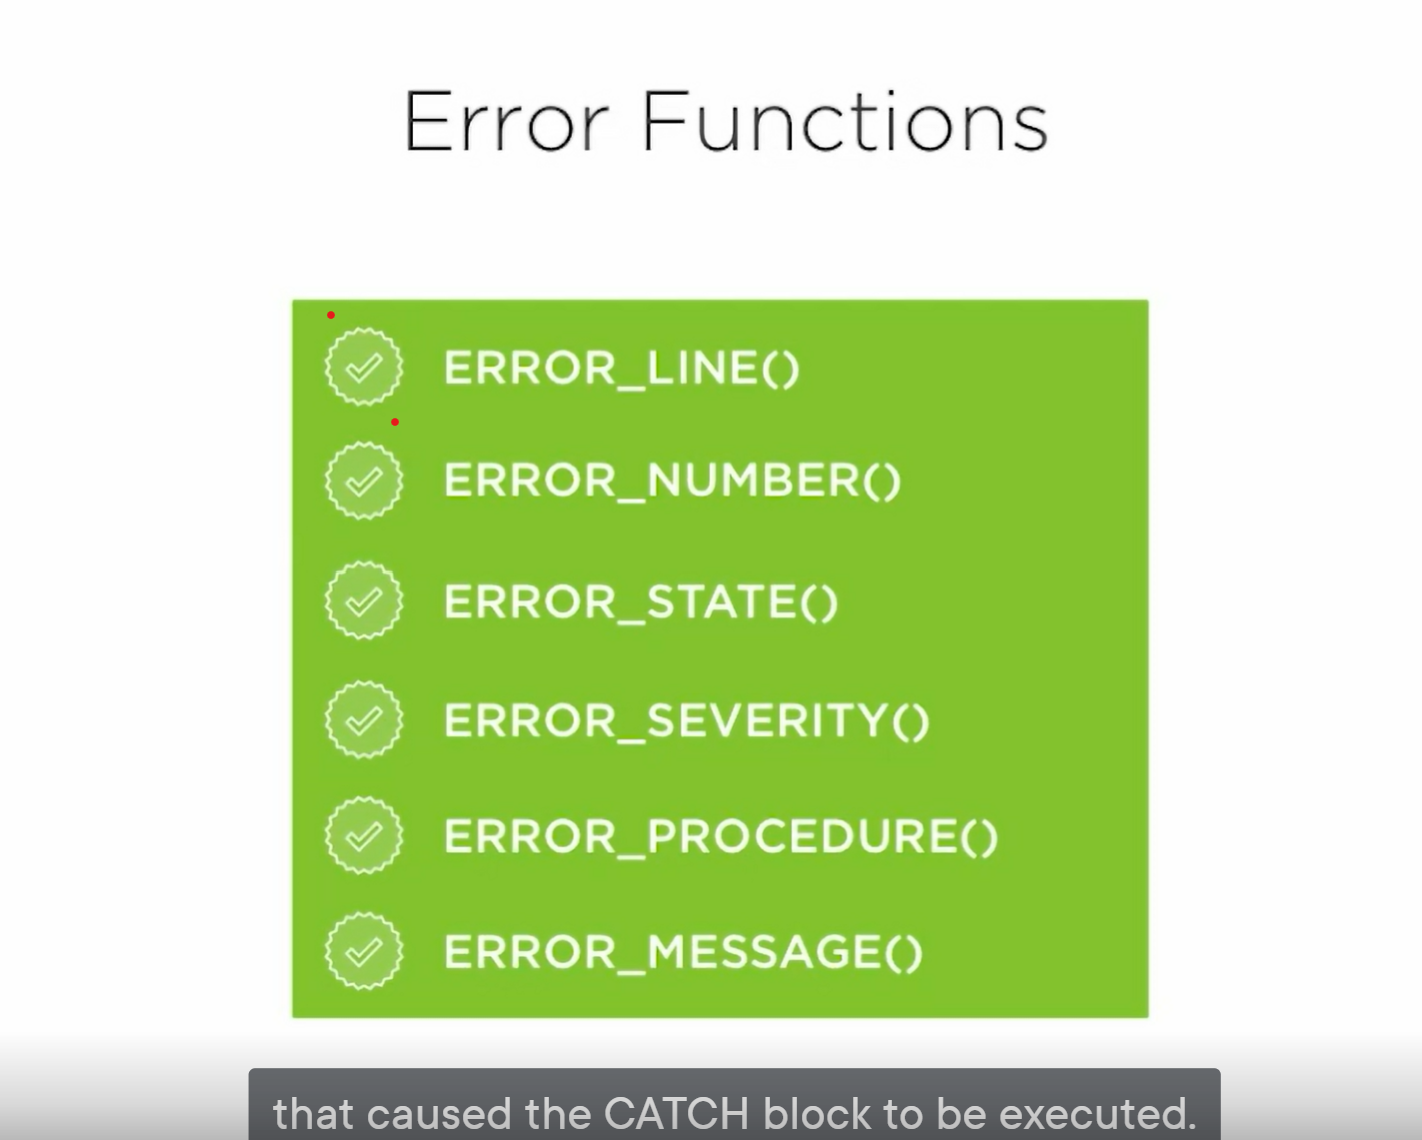 Error Functions
ERROR_LINE()
ERROR_NUMBER()
ERROR_STATE()
ERROR_SEVERITY()
ERROR_PROCEDURE()
ERROR_MESSAGE()
that caused the CATCH block to be executed.